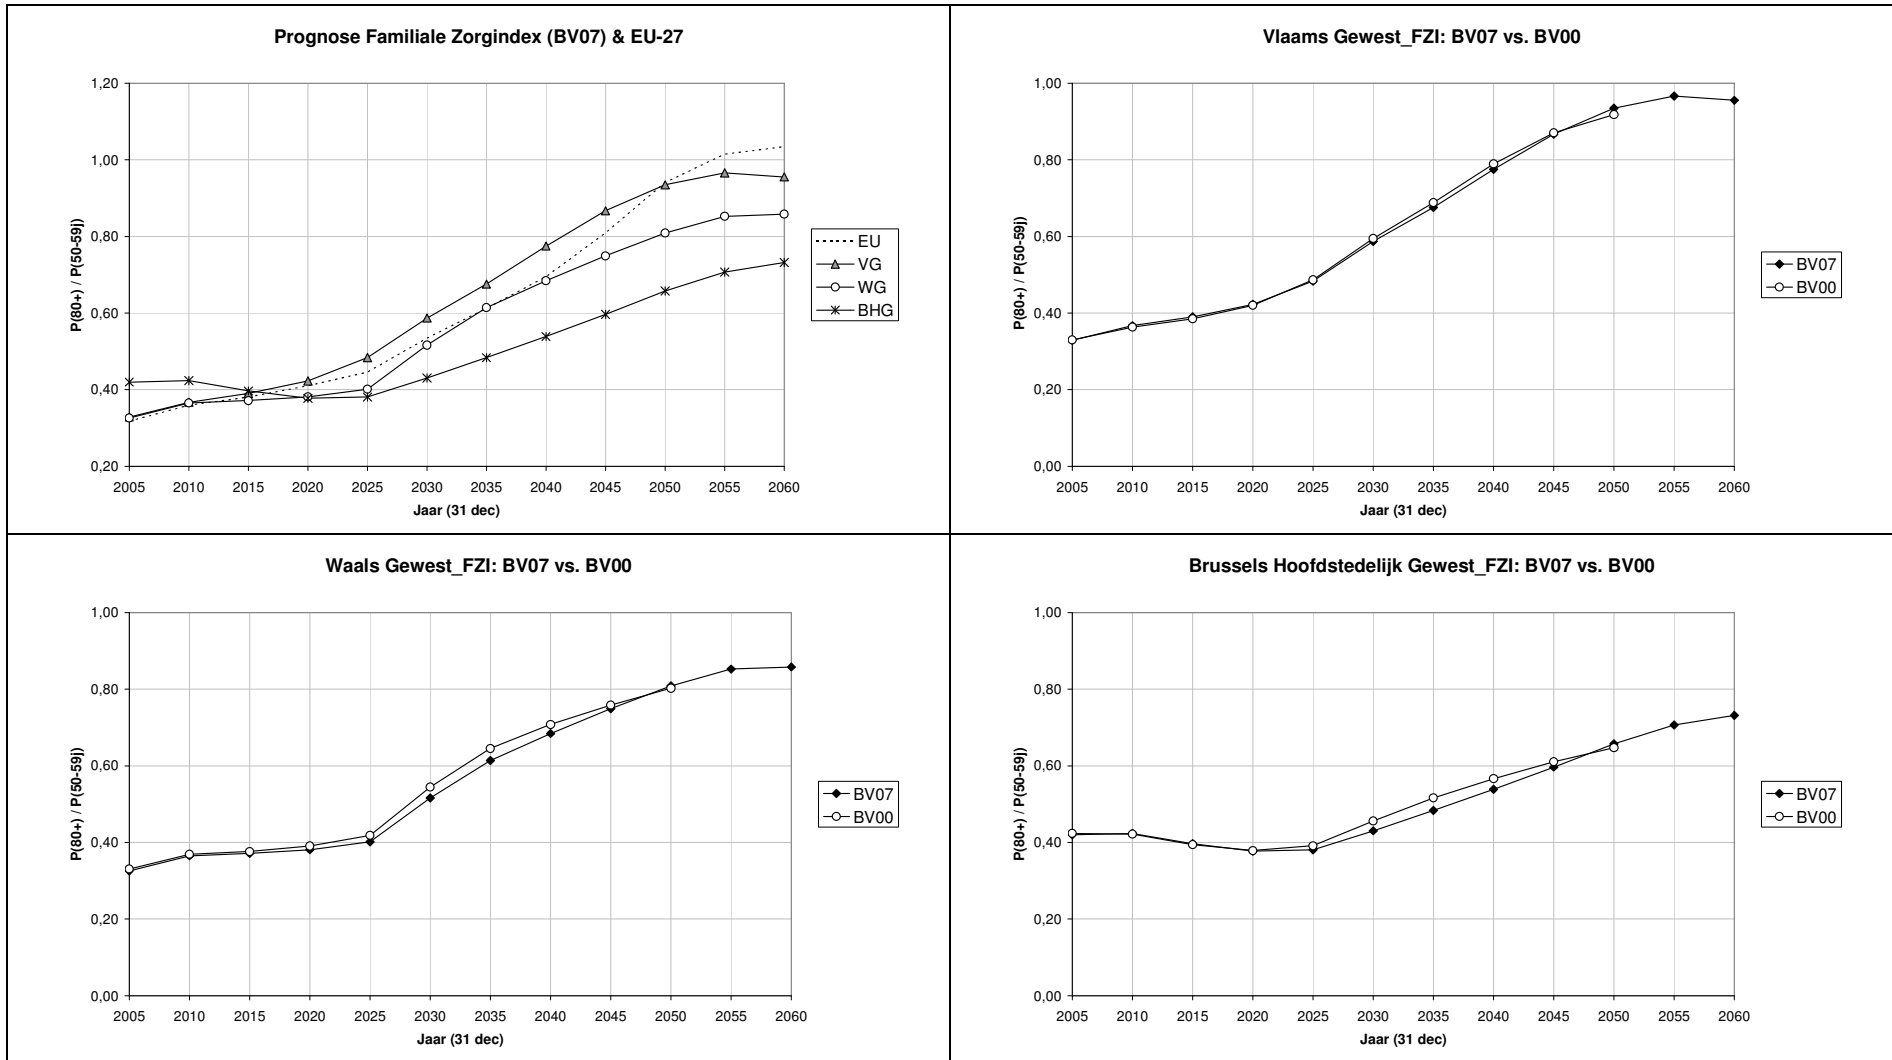 Prognose Familiale Zorgindex (BV07) & EU-27
1,20
1,00
0,80
0,60
0,40
0,20
P(80+) / P(50-59j)
2005 2010 2015 2020 2025 2030 2035 2040 2045 2050 2055 2060
Jaar (31 dec)
EU
VG
WG
BHG
Vlaams Gewest_FZI: BV07 vs. BV00
1,00
0,80
0,60
0,40
0,20
0,00
P(80+) / P(50-59j)
2005 2010 2015 2020 2025 2030 2035 2040 2045 2050 2055 2060
Jaar (31 dec)
BV07
BV00
Waals Gewest_FZI: BV07 vs. BV00
1,00
0,80
0,60
0,40
0,20
0,00
P(80+) / P(50-59j)
2005 2010 2015 2020 2025 2030 2035 2040 2045 2050 2055 2060
Jaar (31 dec)
BV07
BV00
Brussels Hoofdstedelijk Gewest_FZI: BV07 vs. BV00
1,00
0,80
0,60
0,40
0,20
0,00
P(80+) / P(50-59j)
2005 2010 2015 2020 2025 2030 2035 2040 2045 2050 2055 2060
Jaar (31 dec)
BV07
BV00